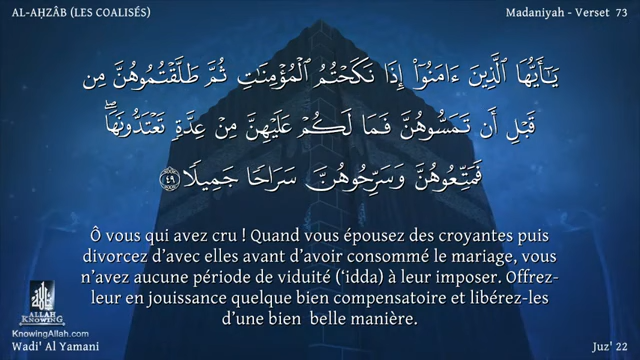 AL-AḤZÂB (LES COALISÉS)
Madaniyah - Verset 73
يَٰٓأَيُّهَا ٱلَّذِينَ ءَامَنُوٓا۟ إِذَا نَكَحْتُمُ ٱلْمُؤْمِنَٰتِ ثُمَّ طَلَّقْتُمُوهُنَّ مِن
قَبْلِ أَن تَمَسُّوهُنَّ فَمَا لَكُمْ عَلَيْهِنَّ مِنْ عِدَّةٍ تَعْتَدُّونَهَا ۖ
فَمَتِّعُوهُنَّ وَسَرِّحُوهُنَّ سَرَاحًا جَمِيلًا ٤٩
Ô vous qui avez cru ! Quand vous épousez des croyantes puis
divorcez d’avec elles avant d’avoir consommé le mariage, vous
n’avez aucune période de viduité (‘idda) à leur imposer. Offrez-
leur en jouissance quelque bien compensatoire et libérez-les
d’une bien belle manière.
ALLAH
KNOWING
KnowingAllah.com
Wadi' Al Yamani
Juz' 22